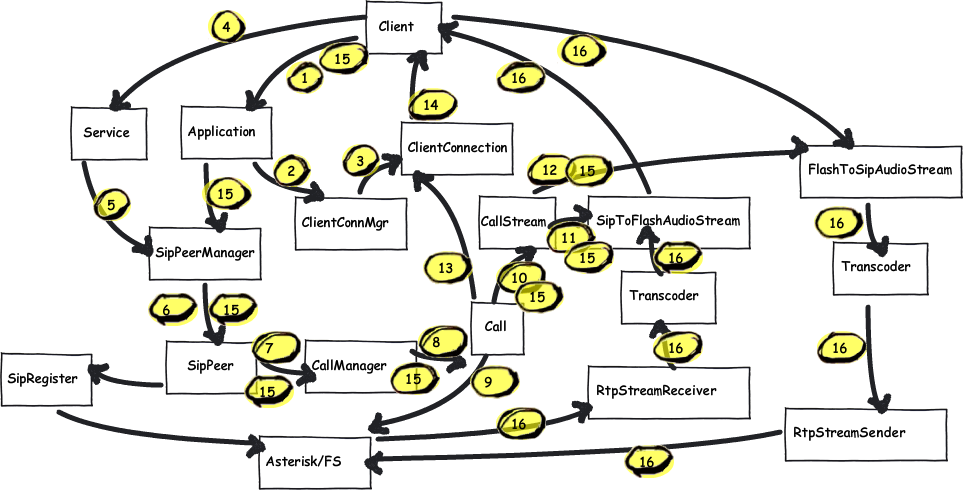 Client
4
15
1
16
16
14
Service
Application
ClientConnection
FlashToSipAudioStream
3
2
12
15
5
15
ClientConnMgr
CallStream
SipToFlashAudioStream
16
11
SipPeerManager
15
16
13
10
Transcoder
15
Transcoder
6
15
Call
8
7
16
16
SipPeer
CallManager
SipRegister
15
15
9
RtpStreamReceiver
16
RtpStreamSender
Asterisk/FS
16